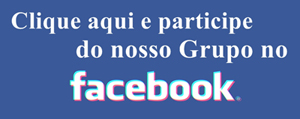 Clique aqui e participe
do nosso Grupo no
facebook®